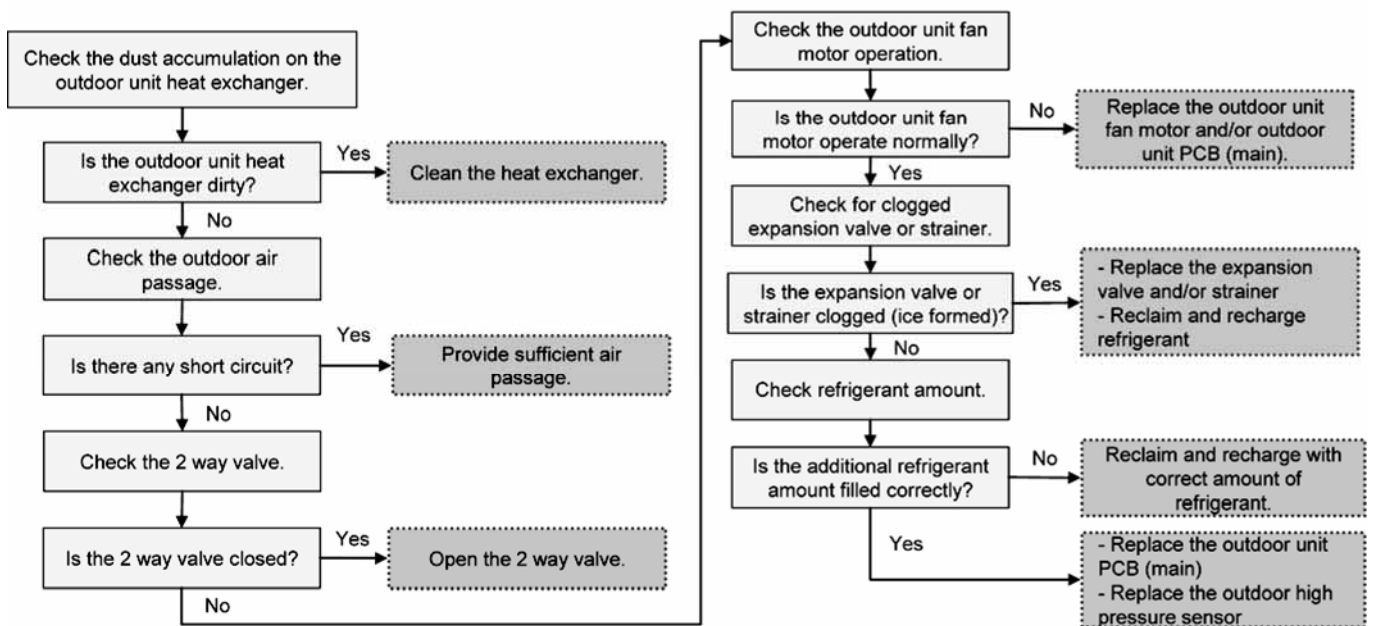 Check the dust accumulation on the
outdoor unit heat exchanger.
Is the outdoor unit heat
exchanger dirty?
Yes
Clean the heat exchanger.
No
Check the outdoor air
passage.
Is there any short circuit?
Yes
Provide sufficient air
passage.
No
Check the 2 way valve.
Is the 2 way valve closed?
Yes
Open the 2 way valve.
No
Check the outdoor unit fan
motor operation.
Is the outdoor unit fan
motor operate normally?
No
Replace the outdoor unit
fan motor and/or outdoor
unit PCB (main).
Yes
Check for clogged
expansion valve or strainer.
Is the expansion valve or
strainer clogged (ice formed)?
Yes
- Replace the expansion
valve and/or strainer
- Reclaim and recharge
refrigerant
No
Check refrigerant amount.
Is the additional refrigerant
amount filled correctly?
No
Reclaim and recharge with
correct amount of
refrigerant.
Yes
- Replace the outdoor unit
PCB (main)
- Replace the outdoor high
pressure sensor